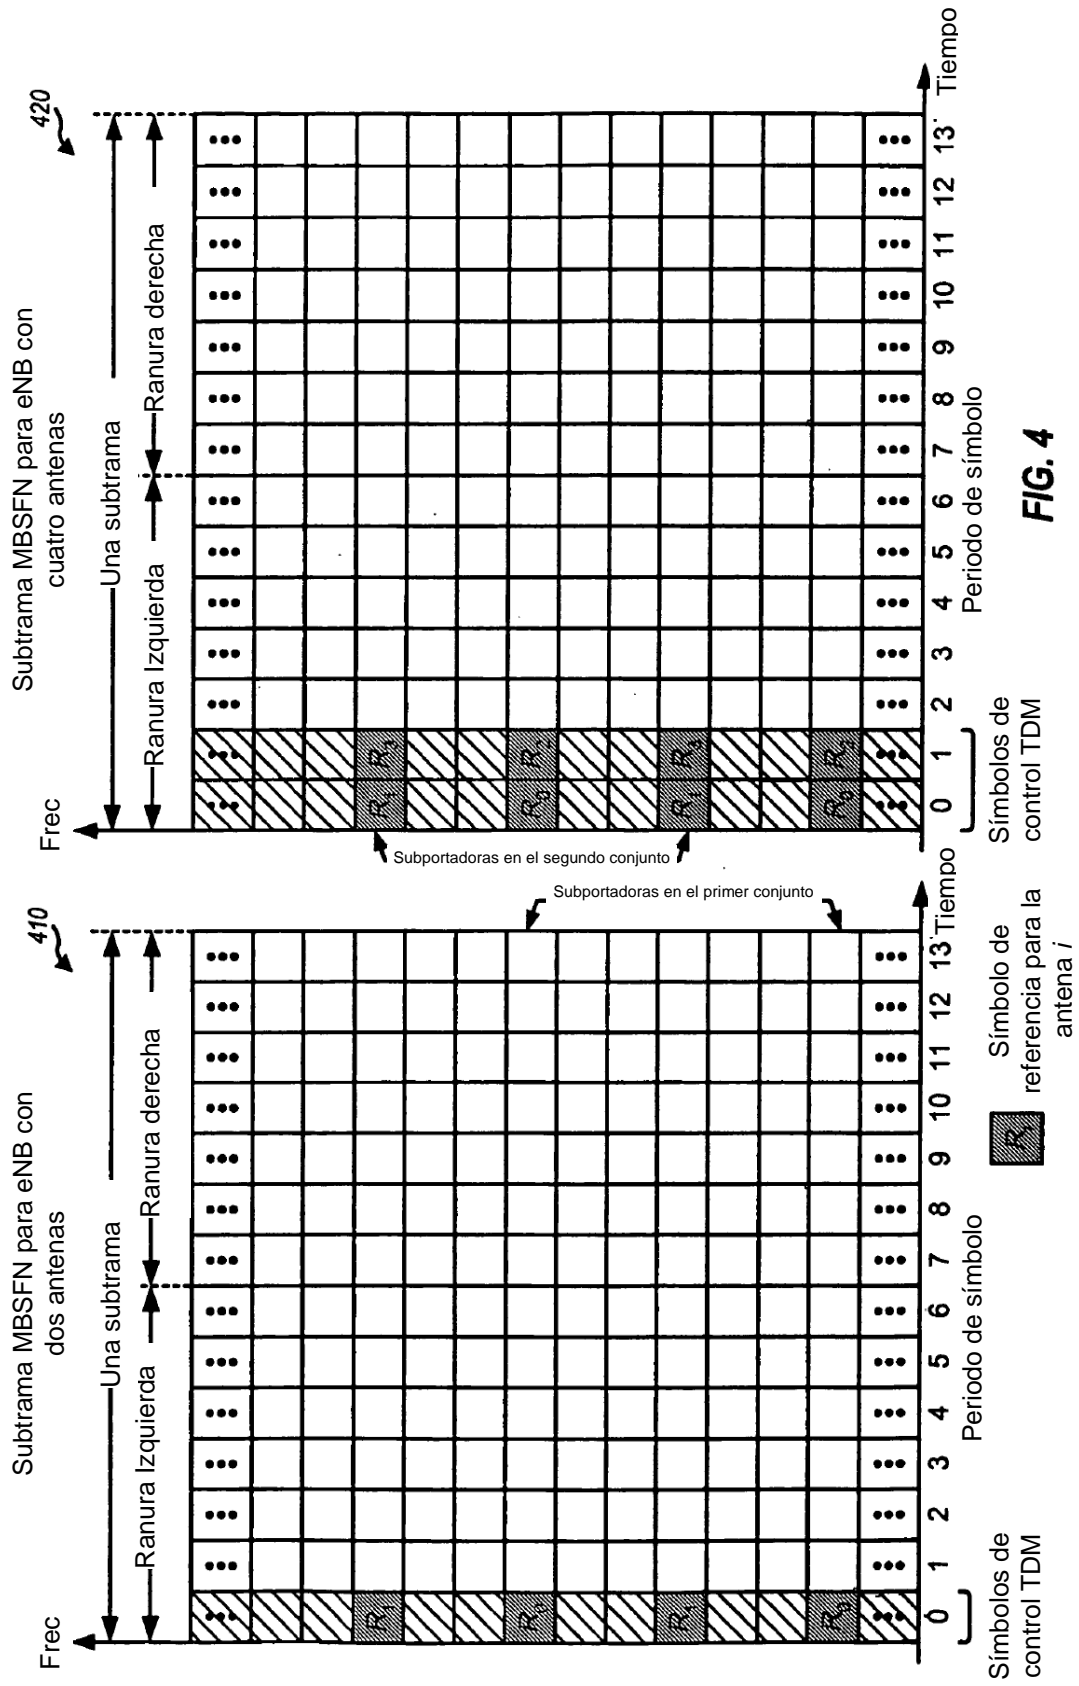 Subtrama MBSFN para eNB con
dos antenas
410
Frec
Una subtrama
Ranura Izquierda
Ranura derecha
R1
R0
R1
R0
0 1 2 3 4 5 6 7 8 9 10 11 12 13
Tiempo
Periodo de símbolo
Símbolos de
control TDM
Subportadoras en el primer conjunto
Subportadoras en el segundo conjunto
Subtrama MBSFN para eNB con
cuatro antenas
420
Frec
Una subtrama
Ranura Izquierda
Ranura derecha
R1 R3
R0 R2
R1 R3
R0 R2
0 1 2 3 4 5 6 7 8 9 10 11 12 13
Tiempo
Periodo de símbolo
Símbolos de
control TDM
Ri
Símbolo de
referencia para la
antena i
FIG. 4